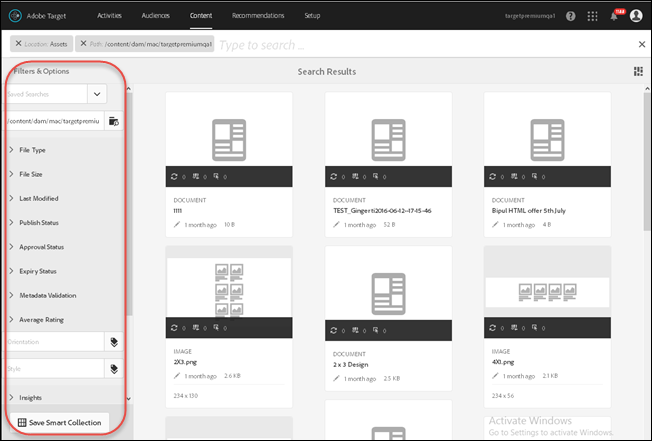 Adobe Target
Activities Audiences Content Recommendations Setup
targetpremiumqa1
Location: Assets
Path: /content/dam/mac/targetpremiumqa1
Type to search...
Filters & Options
Search Results
Saved Searches
/content/dam/mac/targetpremiu
File Type
File Size
Last Modified
Publish Status
Approval Status
Expiry Status
Metadata Validation
Average Rating
Orientation
Style
Insights
Save Smart Collection
0 0 0
DOCUMENT
1111
1 month ago 10 B
0 0 0
DOCUMENT
TEST_Gingerti2016-06-12--17-15-46
1 month ago 52 B
0 0 0
DOCUMENT
Bipul HTML offer 5th July
1 month ago 4 B
0 0 0
IMAGE
2X3.png
1 month ago 2.6 KB
234 x 130
0 0 0
DOCUMENT
2 x 3 Design
1 month ago 2.5 KB
0 0 0
IMAGE
4X1.png
1 month ago 2.1 KB
234 x 56
Activate Windows
Go to Settings to activate Windows.